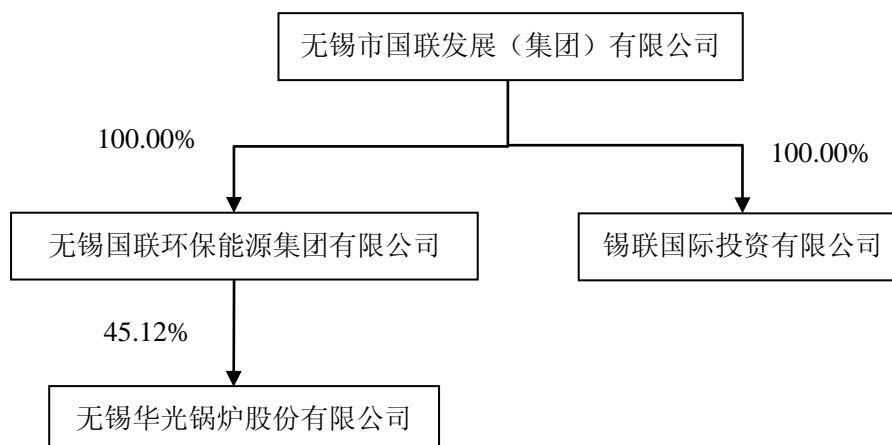 无锡市国联发展（集团）有限公司
100.00%
100.00%
无锡国联环保能源集团有限公司
锡联国际投资有限公司
45.12%
无锡华光锅炉股份有限公司